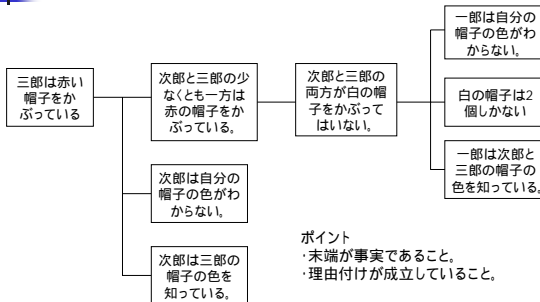 三郎は赤い
帽子をか
ぶっている
次郎と三郎の少
なくとも一方は
赤の帽子をか
ぶっている。
次郎は自分の
帽子の色がわ
からない。
次郎は三郎の
帽子の色を
知っている。
次郎と三郎の
両方が白の帽
子をかぶって
はいない。
一郎は自分の
帽子の色がわ
からない。
白の帽子は2
個しかない
一郎は次郎と
三郎の帽子の
色を知っている。
ポイント
・末端が事実であること。
・理由付けが成立していること。